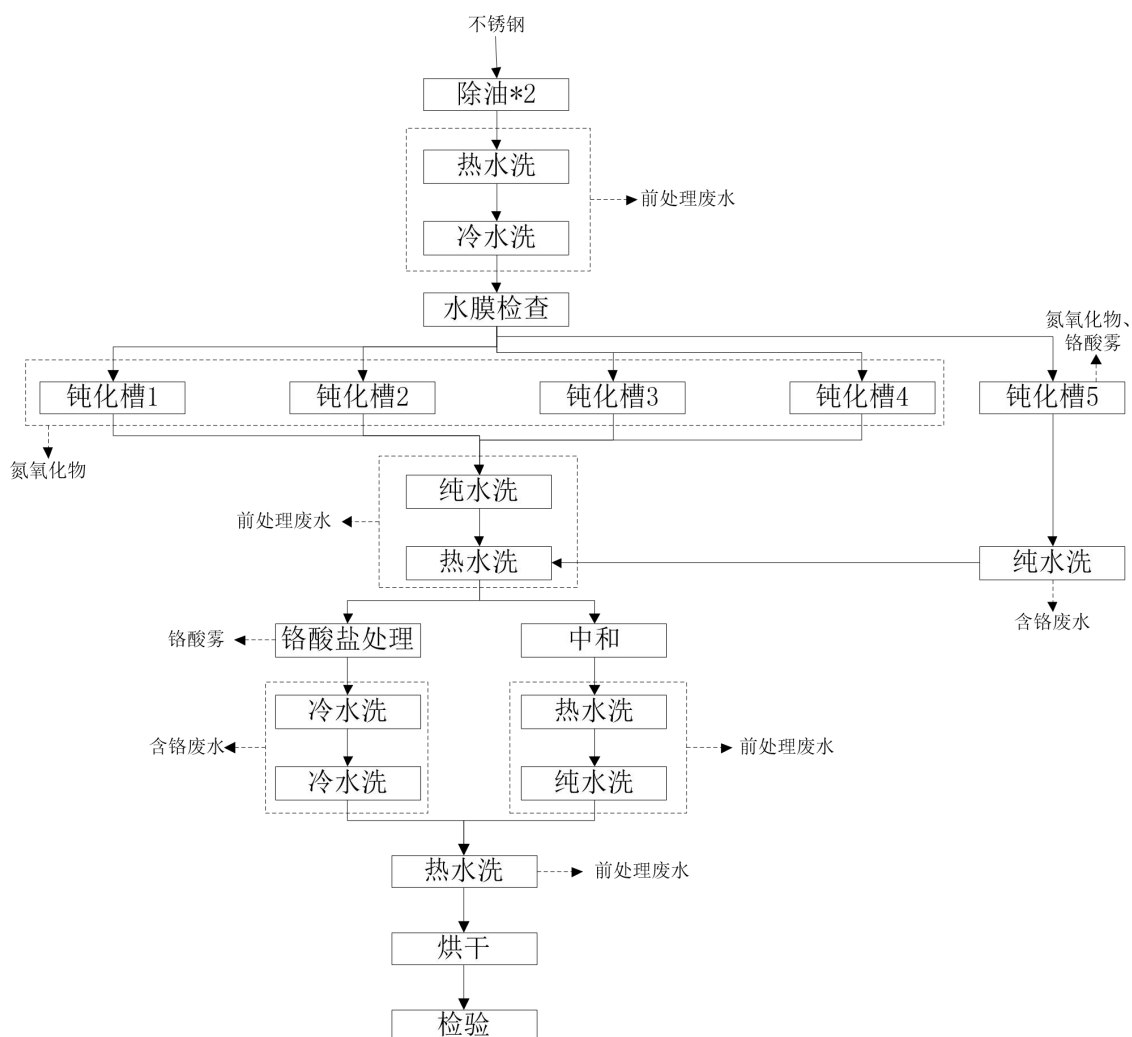 不锈钢
除油*2
热水洗
前处理废水
冷水洗
水膜检查
氮氧化物、
铬酸雾
钝化槽1
钝化槽2
钝化槽3
钝化槽4
钝化槽5
氮氧化物
纯水洗
前处理废水
热水洗
纯水洗
含铬废水
铬酸雾
铬酸盐处理
中和
冷水洗
热水洗
含铬废水
前处理废水
冷水洗
纯水洗
热水洗
前处理废水
烘干
检验